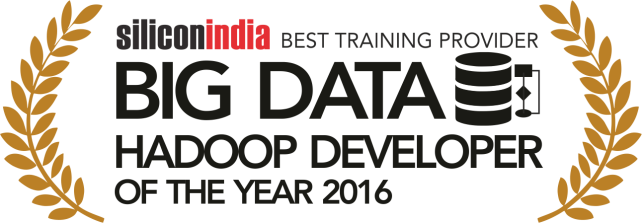 siliconindia BEST TRAINING PROVIDER
BIG DATA
HADOOP DEVELOPER
OF THE YEAR 2016